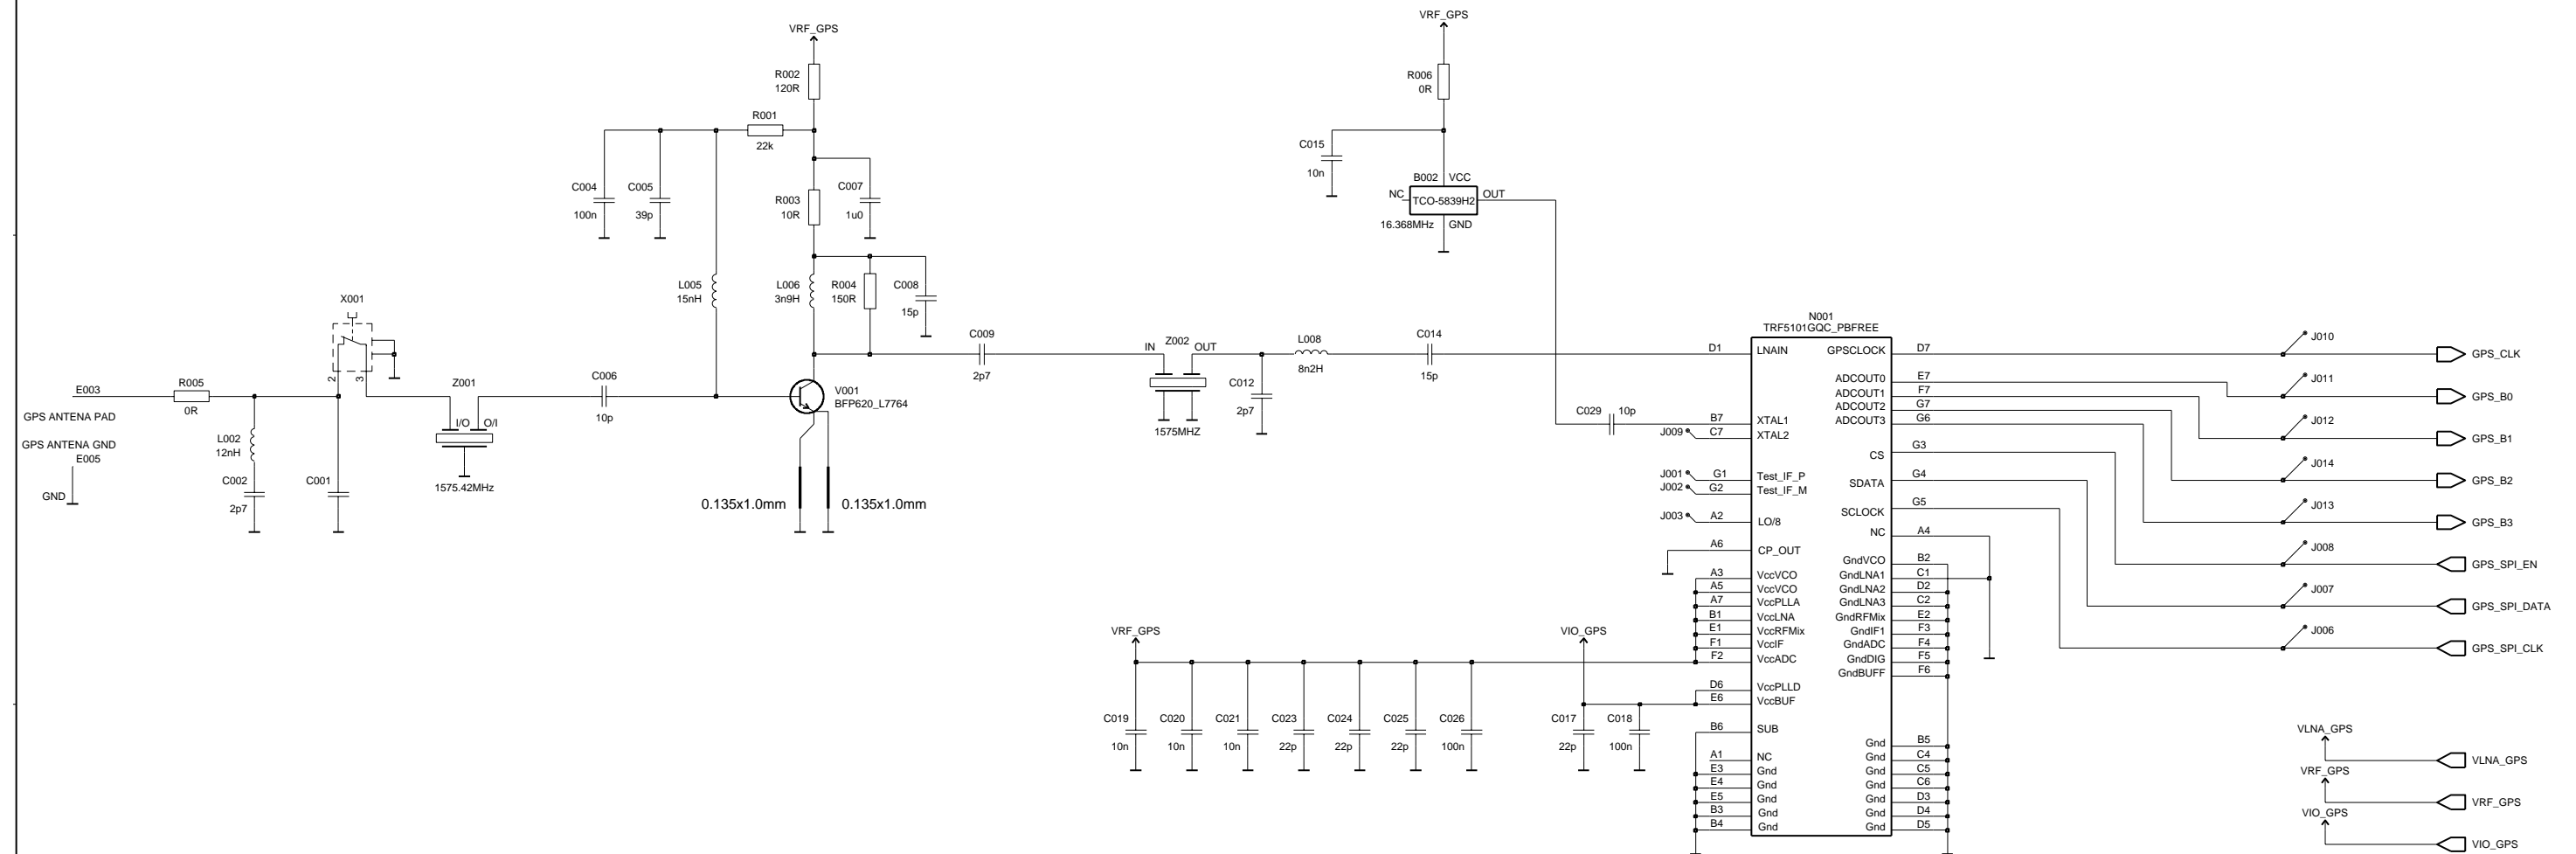 VRF_GPS
R002
120R
R001
22k
C004
100n
C005
39p
C007
1u0
R003
10R
L005
15nH
L006
3n9H
R004
150R
C008
15p
X001
2
3
E003
GPS ANTENA PAD
GPS ANTENA GND
E005
GND
R005
0R
L002
12nH
C002
2p7
C001
Z001
I/O
O/I
1575.42MHz
C006
10p
V001
BFP620_L7764
0.135x1.0mm
0.135x1.0mm
C009
2p7
IN
Z002
OUT
1575MHZ
C012
2p7
L008
8n2H
C014
15p
VRF_GPS
R006
0R
C015
10n
B002
VCC
NC
TCO-5839H2
OUT
16.368MHz
GND
C029
10p
N001
TRF5101GQC_PBFREE
D1
LNAIN
B7
XTAL1
J009
C7
XTAL2
J001
G1
Test_IF_P
J002
G2
Test_IF_M
J003
A2
LO/8
A6
CP_OUT
A3
VccVCO
A5
VccVCO
A7
VccPLLA
B1
VccLNA
E1
VccRFMix
F1
VccIF
F2
VccADC
D6
VccPLLD
E6
VccBUF
B6
SUB
A1
NC
E3
Gnd
E4
Gnd
E5
Gnd
B3
Gnd
B4
Gnd
GPSCLOCK
D7
ADCOUT0
E7
ADCOUT1
F7
ADCOUT2
G7
ADCOUT3
G6
CS
G3
SDATA
G4
SCLOCK
G5
NC
A4
GndVCO
B2
GndLNA1
C1
GndLNA2
D2
GndLNA3
C2
GndRFMix
E2
GndIF1
F3
GndADC
F4
GndDIG
F5
GndBUFF
F6
Gnd
B5
Gnd
C4
Gnd
C5
Gnd
C6
Gnd
D3
Gnd
D4
Gnd
D5
VRF_GPS
C019
10n
C020
10n
C021
10n
C023
22p
C024
22p
C025
22p
C026
100n
VIO_GPS
C017
22p
C018
100n
J010
GPS_CLK
J011
GPS_B0
J012
GPS_B1
J014
GPS_B2
J013
GPS_B3
J008
GPS_SPI_EN
J007
GPS_SPI_DATA
J006
GPS_SPI_CLK
VLNA_GPS
VLNA_GPS
VRF_GPS
VRF_GPS
VIO_GPS
VIO_GPS